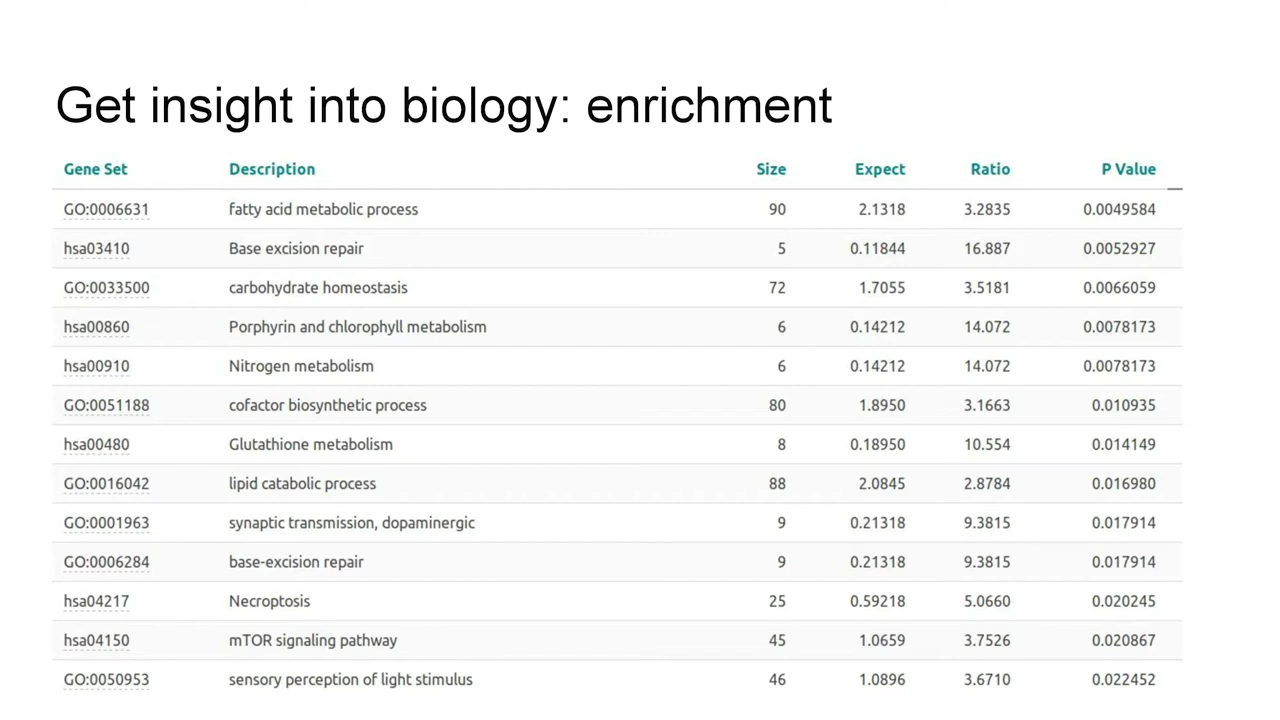 Get insight into biology: enrichment
Gene Set Description Size Expect Ratio P Value
GO:0006631 fatty acid metabolic process 90 2.1318 3.2835 0.0049584
hsa03410 Base excision repair 5 0.11844 16.887 0.0052927
GO:0033500 carbohydrate homeostasis 72 1.7055 3.5181 0.0066059
hsa00860 Porphyrin and chlorophyll metabolism 6 0.14212 14.072 0.0078173
hsa00910 Nitrogen metabolism 6 0.14212 14.072 0.0078173
GO:0051188 cofactor biosynthetic process 80 1.8950 3.1663 0.010935
hsa00480 Glutathione metabolism 8 0.18950 10.554 0.014149
GO:0016042 lipid catabolic process 88 2.0845 2.8784 0.016980
GO:0001963 synaptic transmission, dopaminergic 9 0.21318 9.3815 0.017914
GO:0006284 base-excision repair 9 0.21318 9.3815 0.017914
hsa04217 Necroptosis 25 0.59218 5.0660 0.020245
hsa04150 mTOR signaling pathway 45 1.0659 3.7526 0.020867
GO:0050953 sensory perception of light stimulus 46 1.0896 3.6710 0.022452